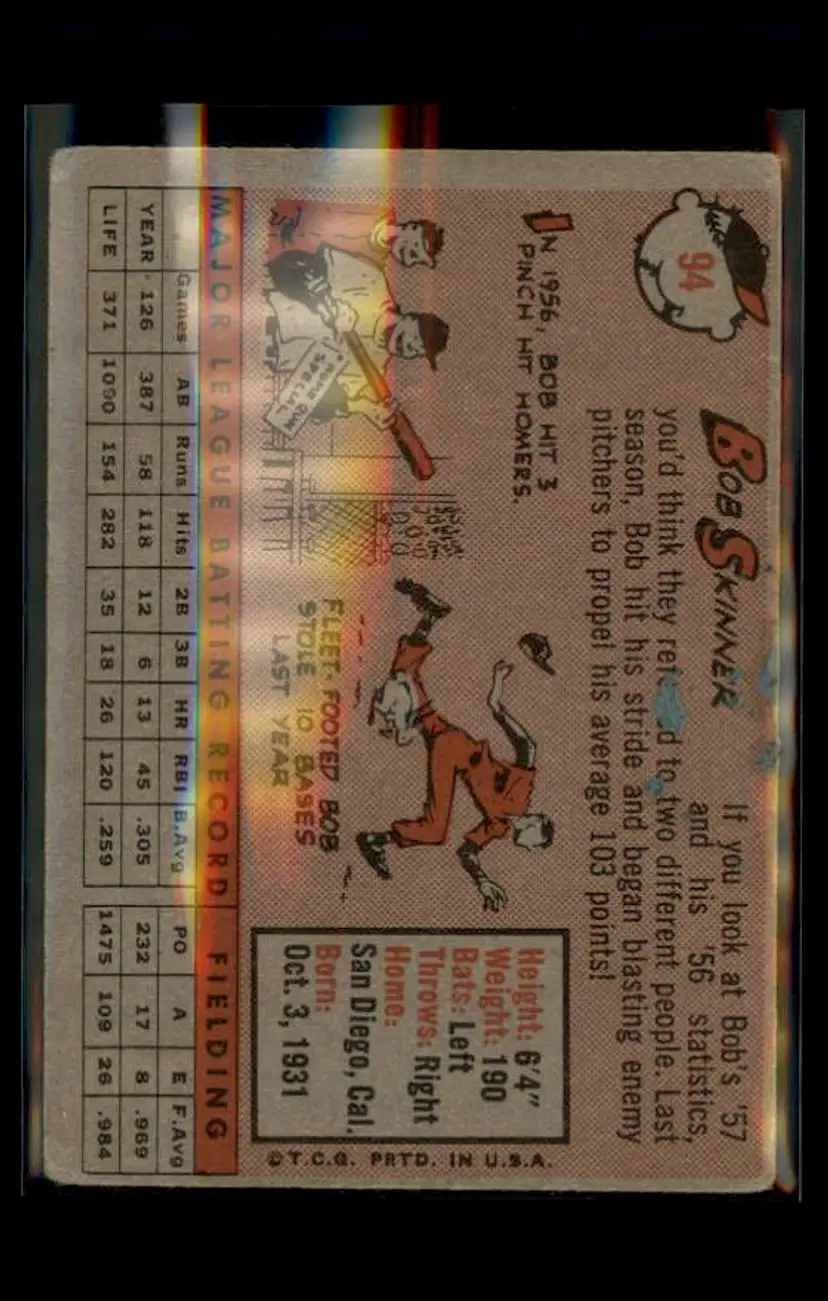 94
BOB SKINNER
If you look at Bob's '57
and his '56 statistics,
you'd think they to two different people. Last
season, Bob hit his stride and began blasting enemy
pitchers to propel his average 103 points!
IN 1956, BOB HIT 3
PINCH HIT HOMERS.
HOME RUN
SPECIAL
FLEET-FOOTED BOB
STOLE 10 BASES
LAST YEAR
Height: 6'4"
Weight: 190
Bats: Left
Throws: Right
Home:
San Diego, Cal.
Born:
Oct. 3, 1931
©T.C.G. PRTD. IN U.S.A.
MAJOR LEAGUE BATTING RECORD FIELDING
Games AB Runs Hits 2B 3B HR RBI B.Avg PO A E F.Avg
YEAR 126 387 58 118 12 6 13 45 .305 232 17 8 .969
LIFE 371 1090 154 282 35 18 26 120 .259 1475 109 26 .984